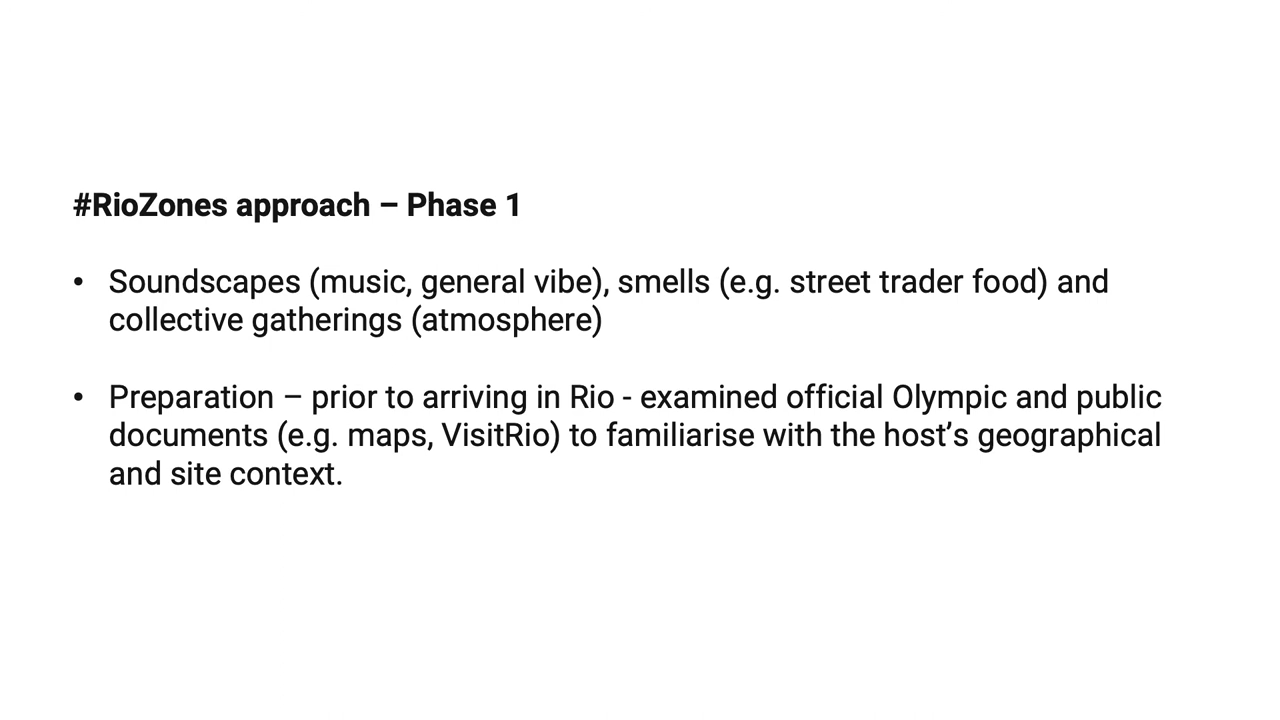 #RioZones approach – Phase 1
• Soundscapes (music, general vibe), smells (e.g. street trader food) and
collective gatherings (atmosphere)
• Preparation – prior to arriving in Rio - examined official Olympic and public
documents (e.g. maps, VisitRio) to familiarise with the host’s geographical
and site context.